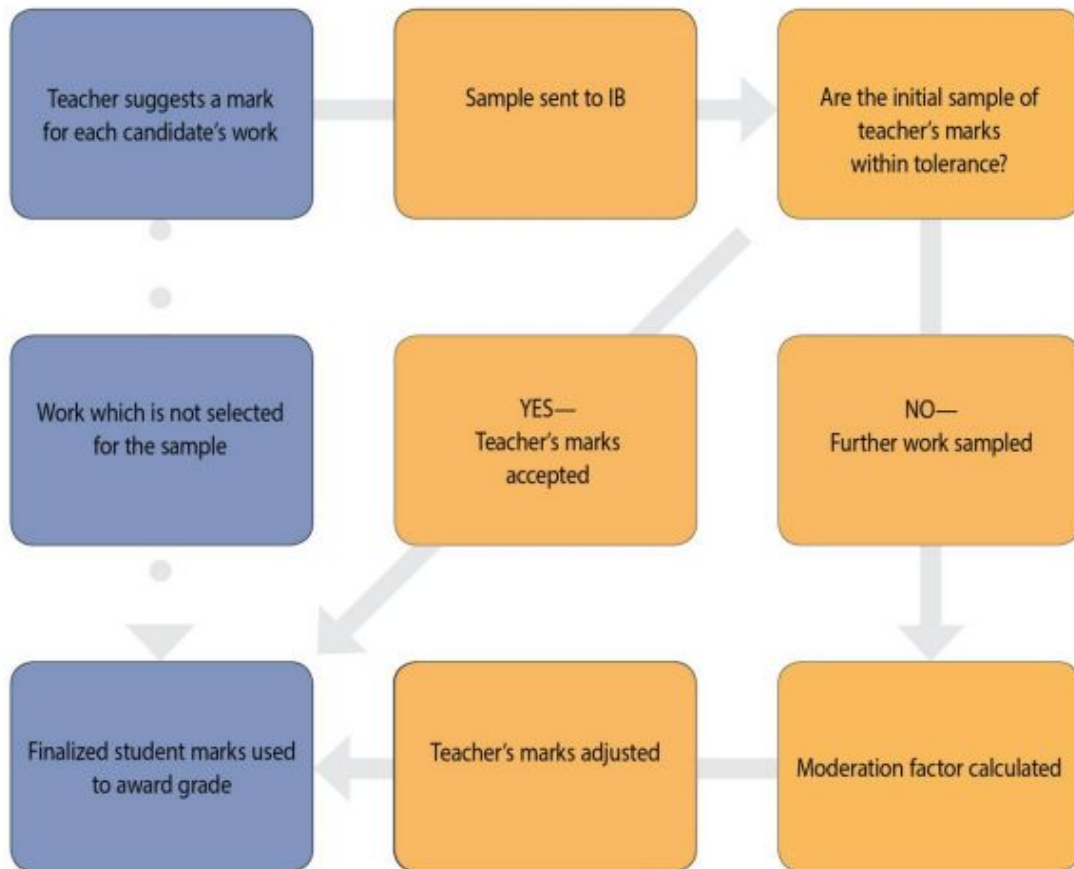 Teacher suggests a mark
for each candidate's work
Sample sent to IB
Are the initial sample of
teacher's marks
within tolerance?
Work which is not selected
for the sample
YES—
Teacher's marks
accepted
NO—
Further work sampled
Finalized student marks used
to award grade
Teacher's marks adjusted
Moderation factor calculated